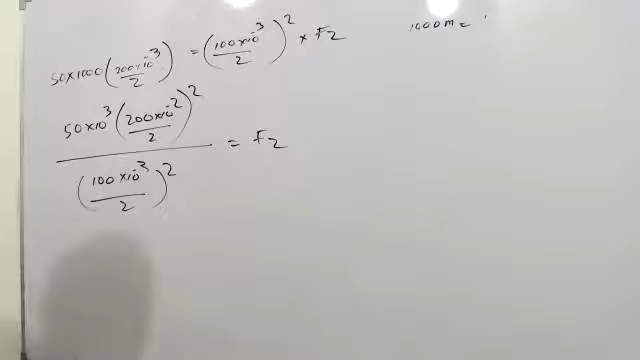 50×1000(200×10⁻³/2) = (100×10⁻³/2)² × F2
1000m =
50×10³(200×10⁻²/2)² / (100×10⁻³/2)² = F2